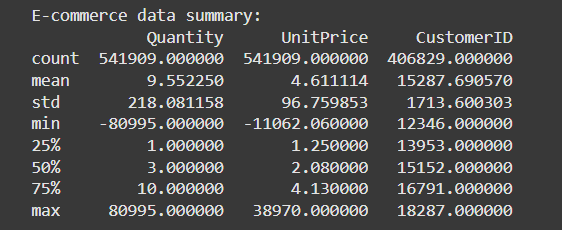 E-commerce data summary:
Quantity UnitPrice CustomerID
count 541909.000000 541909.000000 406829.000000
mean 9.552250 4.611114 15287.690570
std 218.081158 96.759853 1713.600303
min -80995.000000 -11062.060000 12346.000000
25% 1.000000 1.250000 13953.000000
50% 3.000000 2.080000 15152.000000
75% 10.000000 4.130000 16791.000000
max 80995.000000 38970.000000 18287.000000